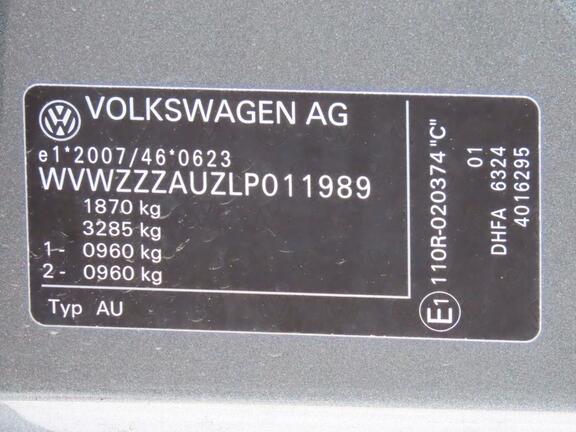 VOLKSWAGEN AG
e1*2007/46*0623
WVWZZZAUZLP011989
1870 kg
3285 kg
1- 0960 kg
2- 0960 kg
Typ AU
E1 110R-020374 "C"
01
DHFA 6324
4016295